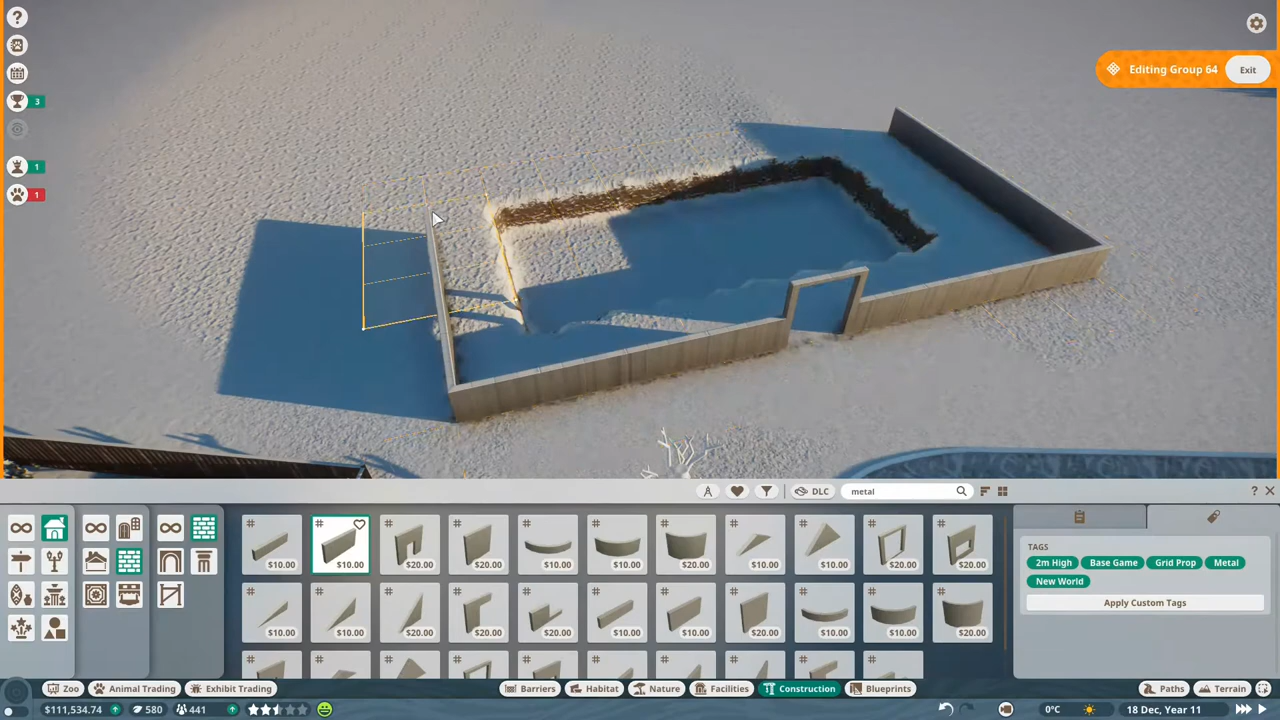 ?
Editing Group 64
Exit
3
1
1
DLC
metal
?
$10.00 $10.00 $20.00 $20.00 $10.00 $10.00 $20.00 $10.00 $10.00 $20.00 $20.00
$10.00 $10.00 $20.00 $20.00 $20.00 $10.00 $10.00 $20.00 $10.00 $10.00 $20.00
TAGS
2m High Base Game Grid Prop Metal
New World
Apply Custom Tags
Zoo Animal Trading Exhibit Trading Barriers Habitat Nature Facilities Construction Blueprints Paths Terrain
$111,534.74 580 441 0°C 18 Dec, Year 11